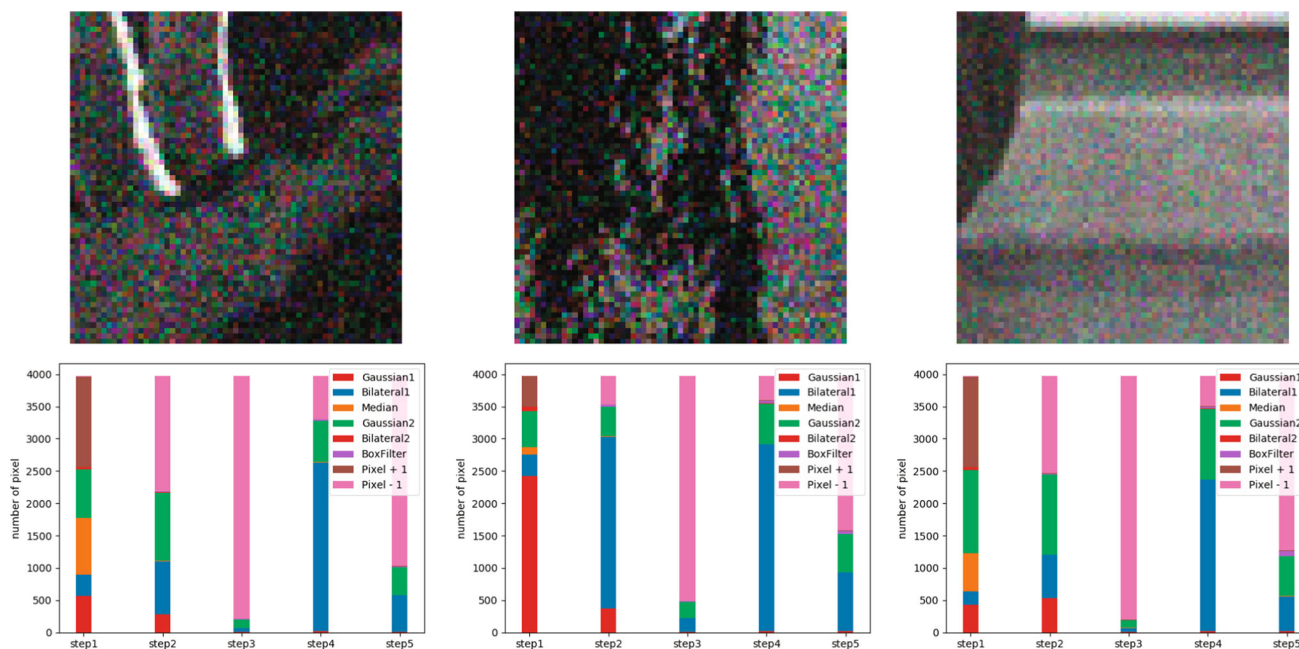 4000
3500
3000
2500
2000
1500
1000
500
0
number of pixel
step1 step2 step3 step4 step5
Gaussian1
Bilateral1
Median
Gaussian2
Bilateral2
BoxFilter
Pixel + 1
Pixel - 1
4000
3500
3000
2500
2000
1500
1000
500
0
number of pixel
step1 step2 step3 step4 step5
Gaussian1
Bilateral1
Median
Gaussian2
Bilateral2
BoxFilter
Pixel + 1
Pixel - 1
4000
3500
3000
2500
2000
1500
1000
500
0
number of pixel
step1 step2 step3 step4 step5
Gaussian1
Bilateral1
Median
Gaussian2
Bilateral2
BoxFilter
Pixel + 1
Pixel - 1